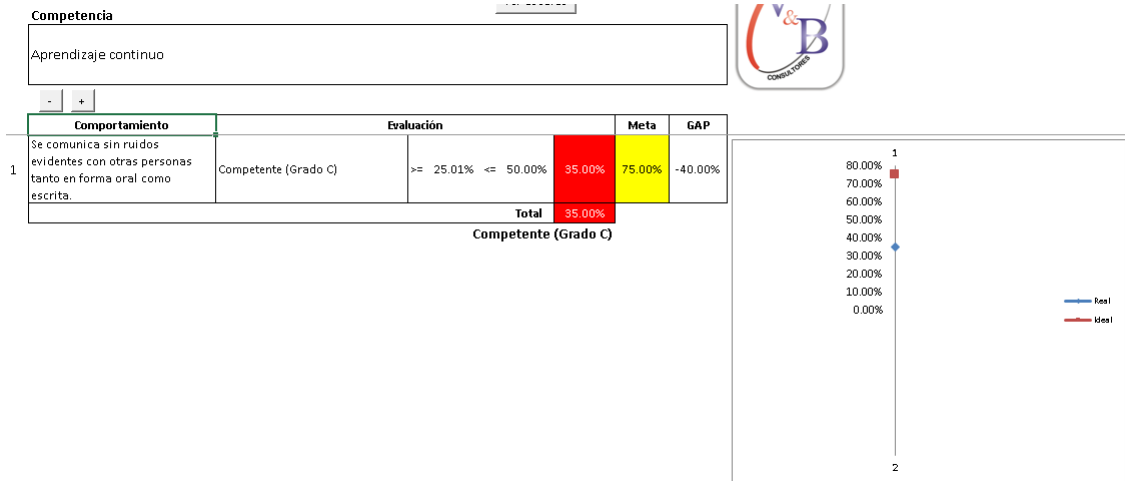 Competencia
Aprendizaje continuo
V&B
CONSULTORES
- +
Comportamiento Evaluación Meta GAP
1 Se comunica sin ruidos
evidentes con otras personas
tanto en forma oral como
escrita.
Competente (Grado C) >= 25.01% <= 50.00% 35.00% 75.00% -40.00%
Total 35.00%
Competente (Grado C)
1
80.00%
70.00%
60.00%
50.00%
40.00%
30.00%
20.00%
10.00%
0.00%
Real
Ideal
2